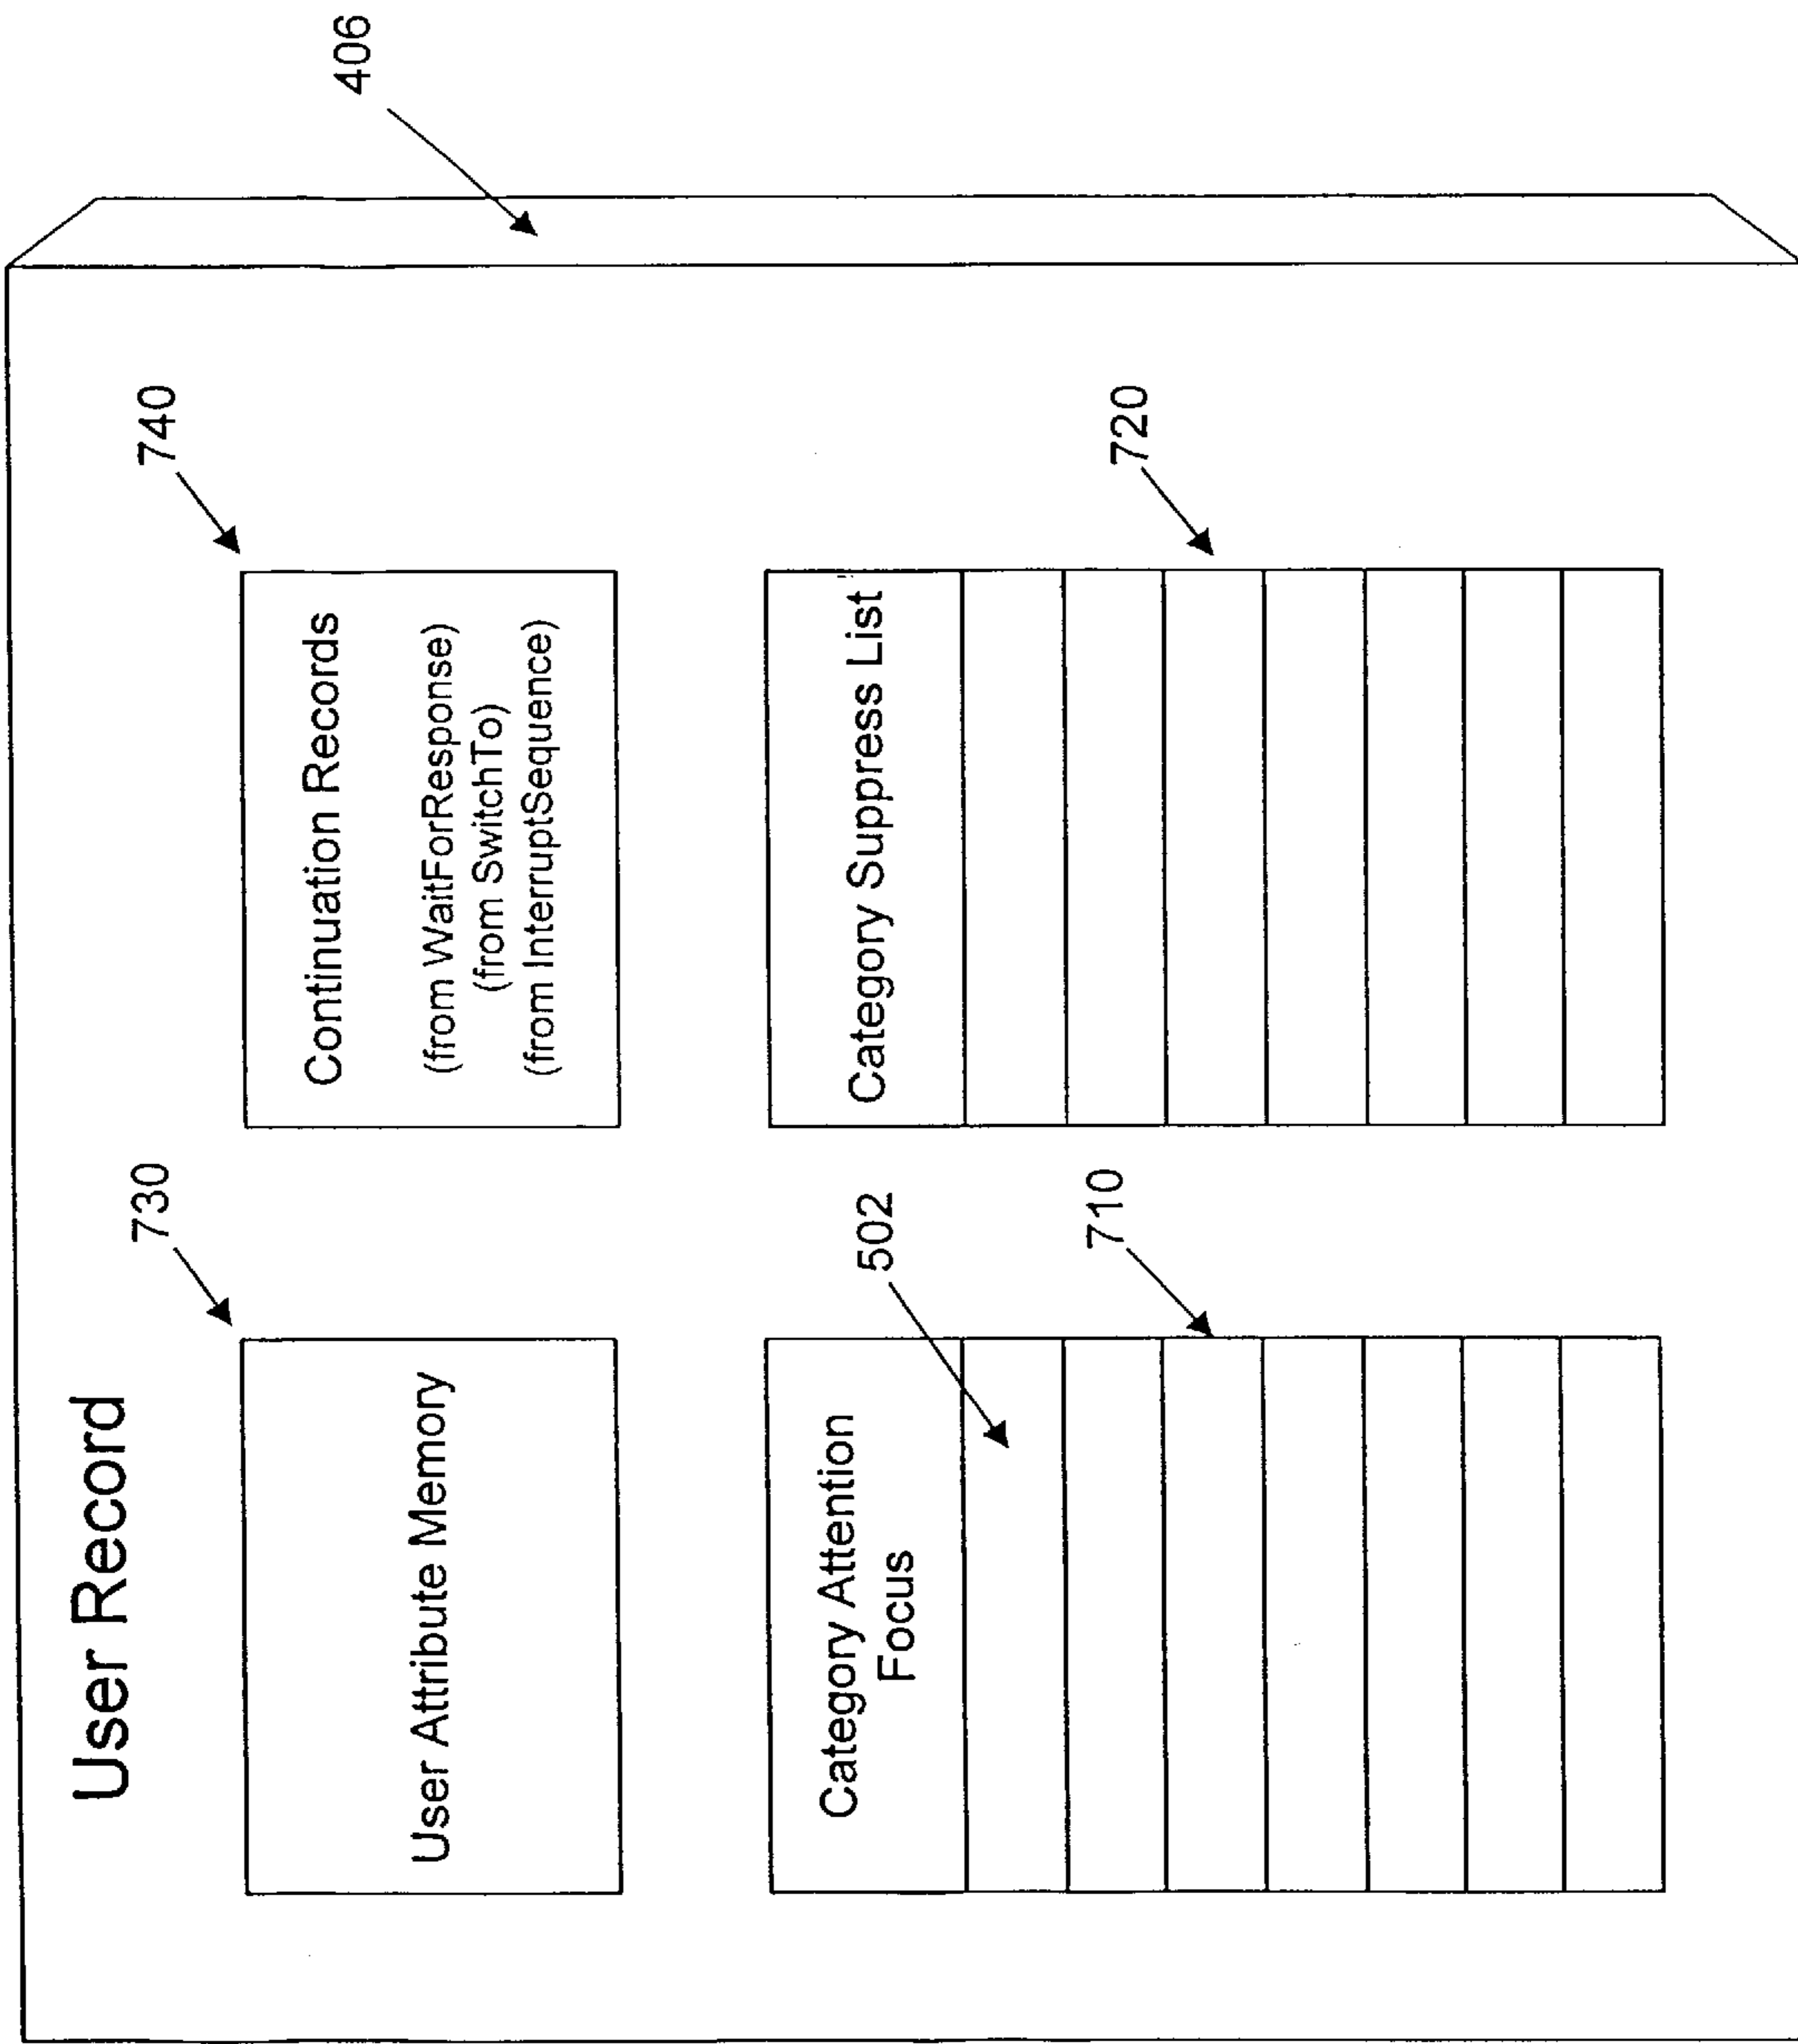 User Record
406
730
740
User Attribute Memory
Continuation Records
(from WaitForResponse)
(from SwitchTo)
(from InterruptSequence)
502
710
720
Category Attention
Focus
Category Suppress List